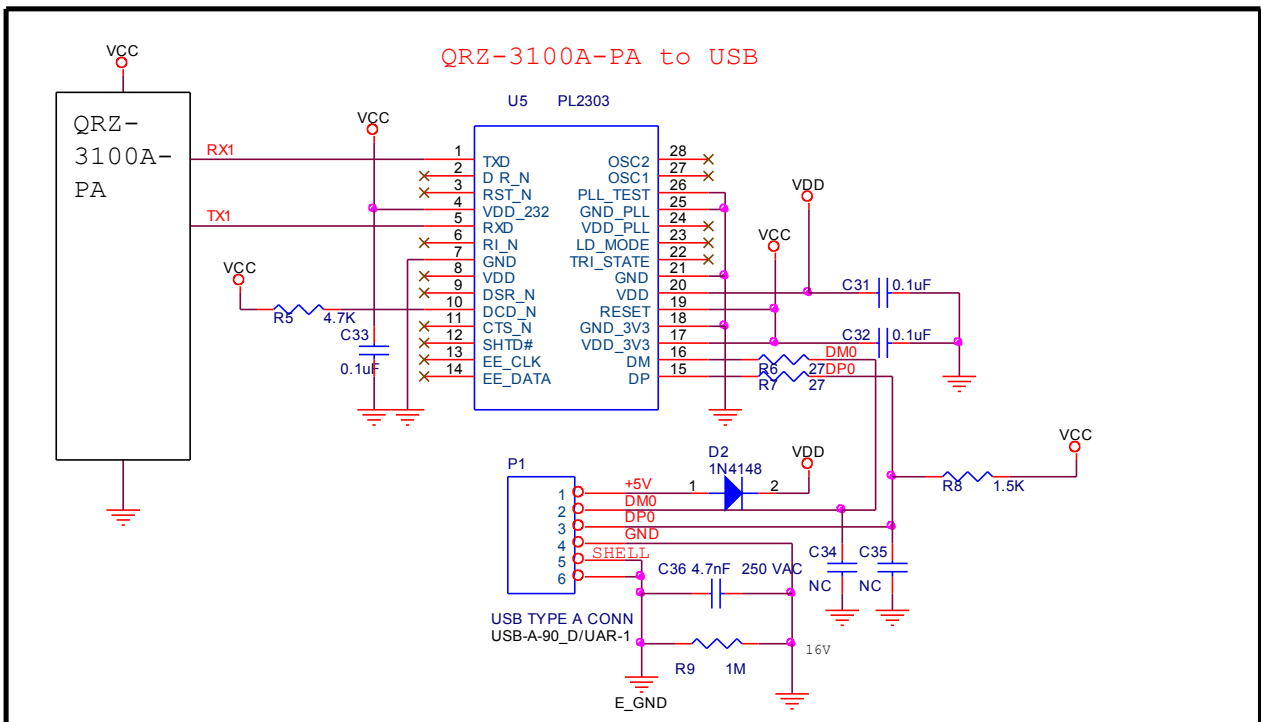 QRZ-3100A-PA to USB
VCC
QRZ-
3100A-
PA
RX1
TX1
VCC
U5 PL2303
1 TXD
2 D R_N
3 RST_N
4 VDD_232
5 RXD
6 RI_N
7 GND
8 VDD
9 DSR_N
10 DCD_N
11 CTS_N
12 SHTD#
13 EE_CLK
14 EE_DATA
OSC2 28
OSC1 27
PLL_TEST 26
GND_PLL 25
VDD_PLL 24
LD_MODE 23
TRI_STATE 22
GND 21
VDD 20
RESET 19
GND_3V3 18
VDD_3V3 17
DM 16
DP 15
VCC
R5 4.7K
C33
0.1uF
VDD
VCC
C31 0.1uF
C32 0.1uF
DM0
R6 27
DP0
R7 27
VCC
R8 1.5K
P1
1
2
3
4
5
6
+5V
DM0
DP0
GND
SHELL
D2
1N4148
1 2
VDD
C34
NC
C35
NC
C36 4.7nF 250 VAC
USB TYPE A CONN
USB-A-90_D/UAR-1
R9 1M
16V
E_GND